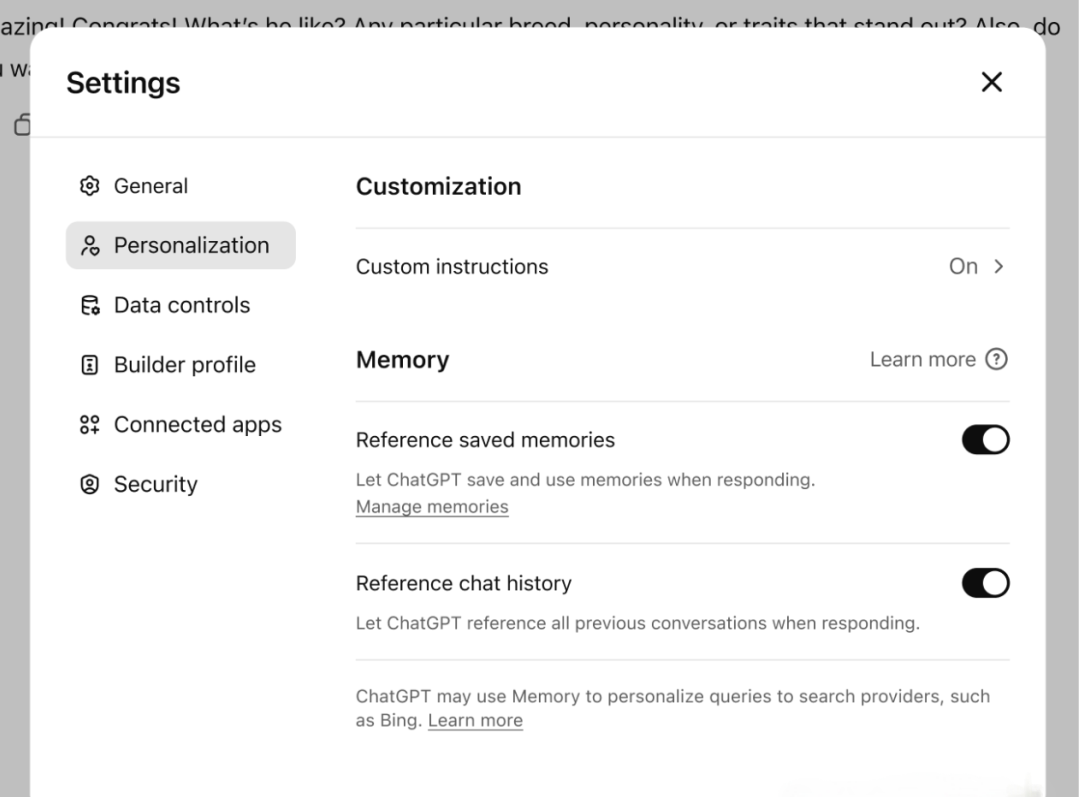 azing! Congrats! What's he like? Any particular breed, personality, or traits that stand out? Also, do
Settings
General
Personalization
Data controls
Builder profile
Connected apps
Security
Customization
Custom instructions On
Memory Learn more
Reference saved memories
Let ChatGPT save and use memories when responding.
Manage memories
Reference chat history
Let ChatGPT reference all previous conversations when responding.
ChatGPT may use Memory to personalize queries to search providers, such
as Bing. Learn more